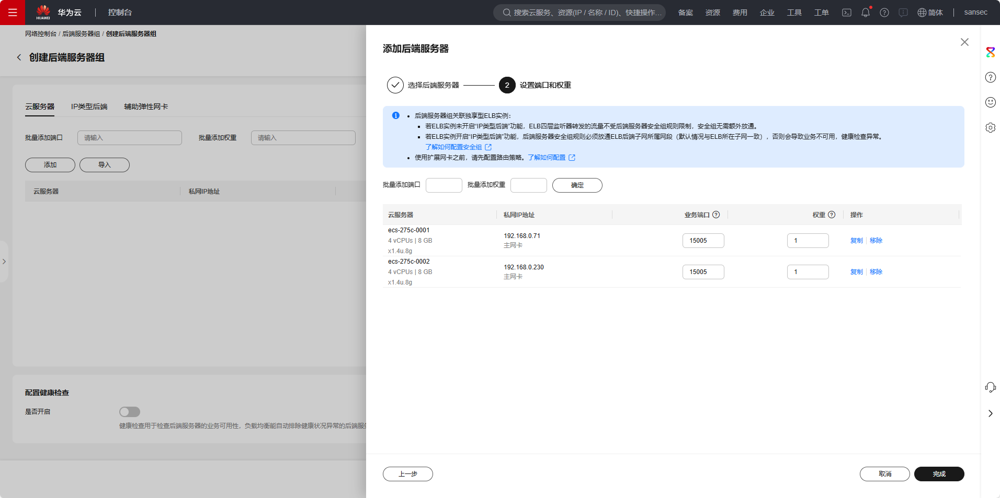 HUAWEI
华为云
控制台
搜索云服务、资源(IP / 名称 / ID)、快捷操作...
备案
资源
费用
企业
工具
工单
简体
sansec
网络控制台 / 后端服务器组 / 创建后端服务器组
创建后端服务器组
云服务器
IP类型后端
辅助弹性网卡
批量添加端口
请输入
批量添加权重
请输入
添加
导入
云服务器
私网IP地址
配置健康检查
是否开启
健康检查用于检查后端服务器的业务可用性，负载均衡能自动排除健康状况异常的后端服务
添加后端服务器
选择后端服务器
2
设置端口和权重
后端服务器组关联独享型ELB实例：
若ELB实例未开启“IP类型后端”功能，ELB四层监听器转发的流量不受后端服务器安全组规则限制，安全组无需额外放通。
若ELB实例开启“IP类型后端”功能，后端服务器安全组规则必须放通ELB后端子网所属网段（默认情况与ELB所在子网一致），否则会导致业务不可用，健康检查异常。
了解如何配置安全组
使用扩展网卡之前，请先配置路由策略。了解如何配置
批量添加端口
批量添加权重
确定
云服务器
私网IP地址
业务端口
权重
操作
ecs-275c-0001
4 vCPUs | 8 GB
x1.4u.8g
192.168.0.71
主网卡
15005
1
复制
移除
ecs-275c-0002
4 vCPUs | 8 GB
x1.4u.8g
192.168.0.230
主网卡
15005
1
复制
移除
上一步
取消
完成